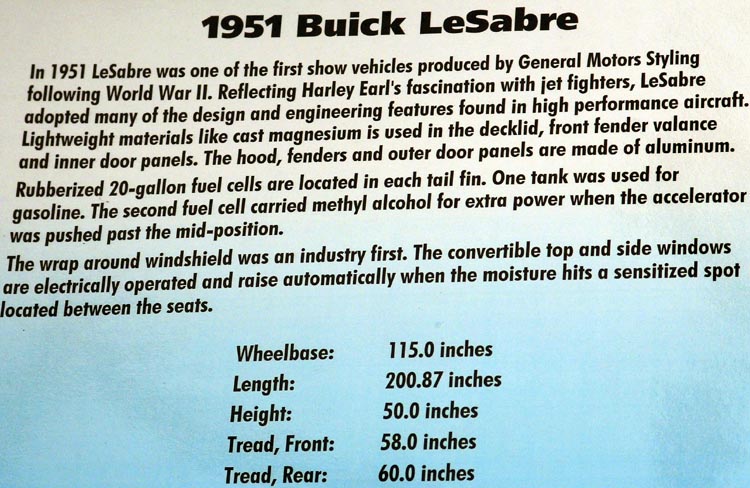 1951 Buick LeSabre
In 1951 LeSabre was one of the first show vehicles produced by General Motors Styling
following World War II. Reflecting Harley Earl's fascination with jet fighters, LeSabre
adopted many of the design and engineering features found in high performance aircraft.
Lightweight materials like cast magnesium is used in the decklid, front fender valance
and inner door panels. The hood, fenders and outer door panels are made of aluminum.
Rubberized 20-gallon fuel cells are located in each tail fin. One tank was used for
gasoline. The second fuel cell carried methyl alcohol for extra power when the accelerator
was pushed past the mid-position.
The wrap around windshield was an industry first. The convertible top and side windows
are electrically operated and raise automatically when the moisture hits a sensitized spot
located between the seats.
Wheelbase: 115.0 inches
Length: 200.87 inches
Height: 50.0 inches
Tread, Front: 58.0 inches
Tread, Rear: 60.0 inches